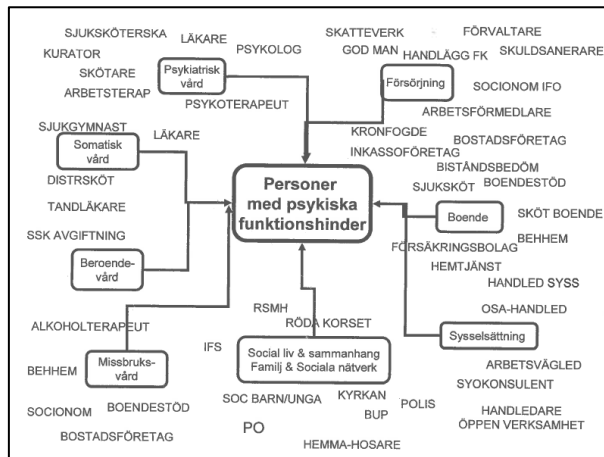 SJUKSKÖTERSKA
LÄKARE
SKATTEVERK
FÖRVALTARE
KURATOR
PSYKOLOG
GOD MAN
HANDLÄGG FK
SKULDSANERARE
SKÖTARE
Psykiatrisk
vård
Försörjning
ARBETSTERAP
SOCIONOM IFO
PSYKOTERAPEUT
ARBETSFÖRMEDLARE
SJUKGYMNAST
LÄKARE
KRONFOGDE
BOSTADSFÖRETAG
Somatisk
vård
INKASSOFÖRETAG
BISTÅNDSBEDÖM
DISTRSKÖT
Personer
med psykiska
funktionshinder
SJUKSKÖT
BOENDESTÖD
TANDLÄKARE
Boende
SKÖT BOENDE
SSK AVGIFTNING
FÖRSÄKRINGSBOLAG
BEHHEM
Beroende-
vård
HEMTJÄNST
HANDLED SYSS
RSMH
OSA-HANDLED
ALKOHOLTERAPEUT
RÖDA KORSET
Sysselsättning
IFS
Missbruks-
vård
Social liv & sammanhang
Familj & Sociala nätverk
BEHHEM
ARBETSVÄGLED
SYOKONSULENT
SOC BARN/UNGA
KYRKAN
SOCIONOM
BOENDESTÖD
BUP
POLIS
HANDLEDARE
ÖPPEN VERKSAMHET
BOSTADSFÖRETAG
PO
HEMMA-HOSARE